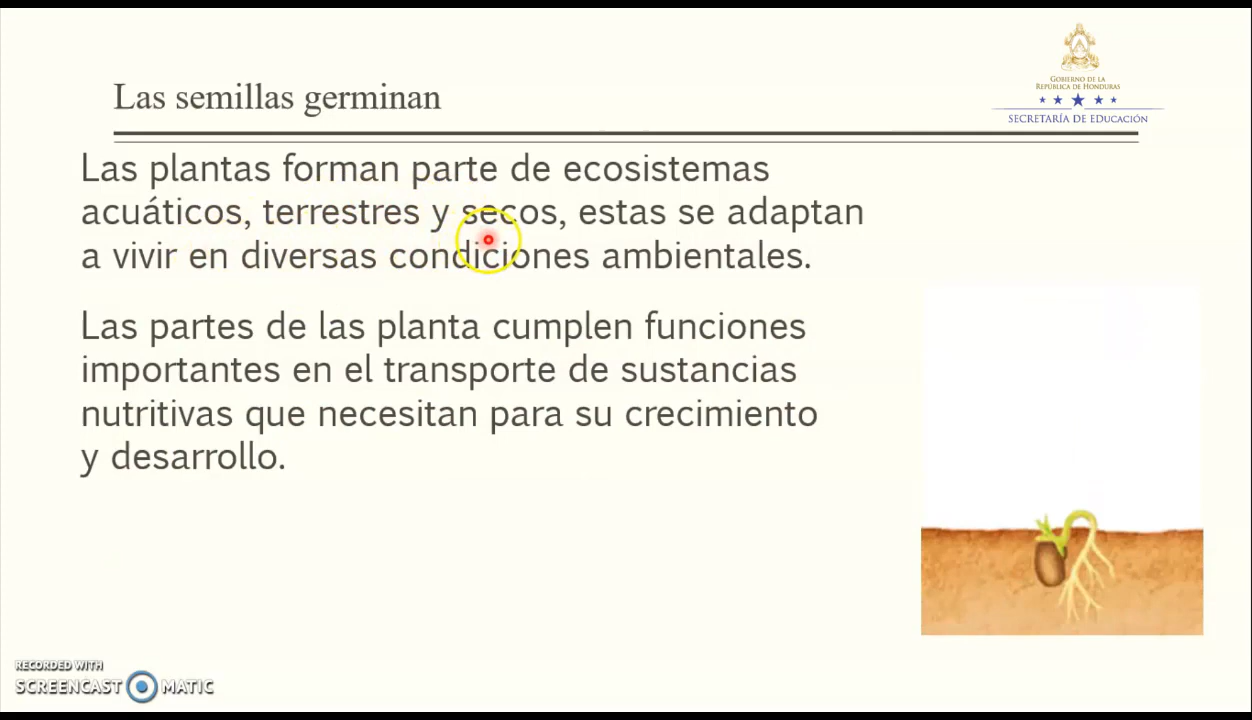 Las semillas germinan
GOBIERNO DE LA
REPÚBLICA DE HONDURAS
SECRETARÍA DE EDUCACIÓN
Las plantas forman parte de ecosistemas
acuáticos, terrestres y secos, estas se adaptan
a vivir en diversas condiciones ambientales.
Las partes de las planta cumplen funciones
importantes en el transporte de sustancias
nutritivas que necesitan para su crecimiento
y desarrollo.
RECORDED WITH
SCREENCAST MATIC